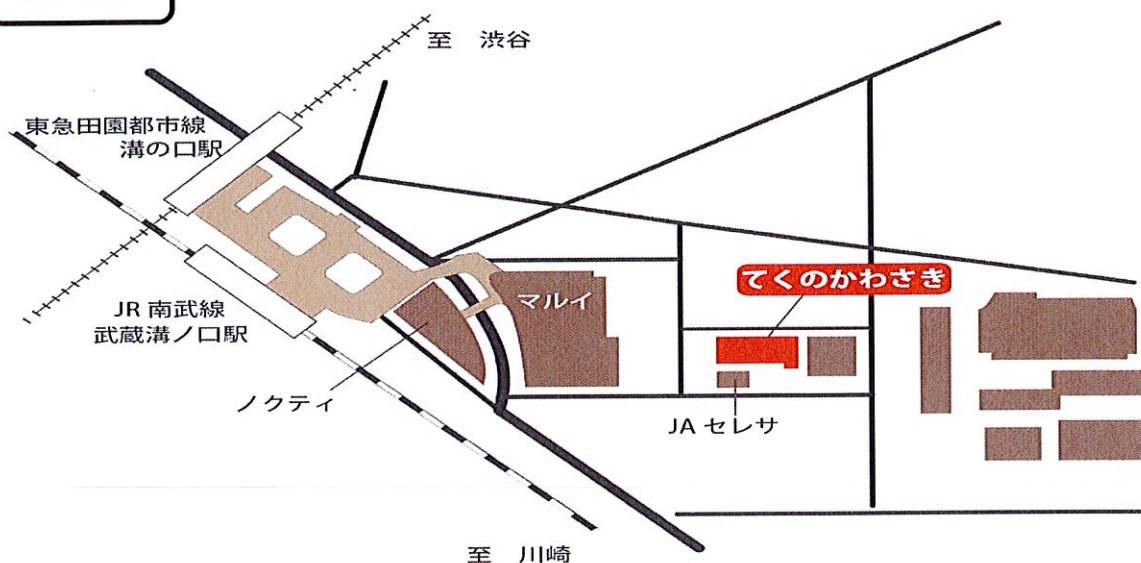 至 渋谷
東急田園都市線
溝の口駅
てくのかわさき
マルイ
JR 南武線
武蔵溝ノ口駅
ノクティ
JA セレサ
至 川崎